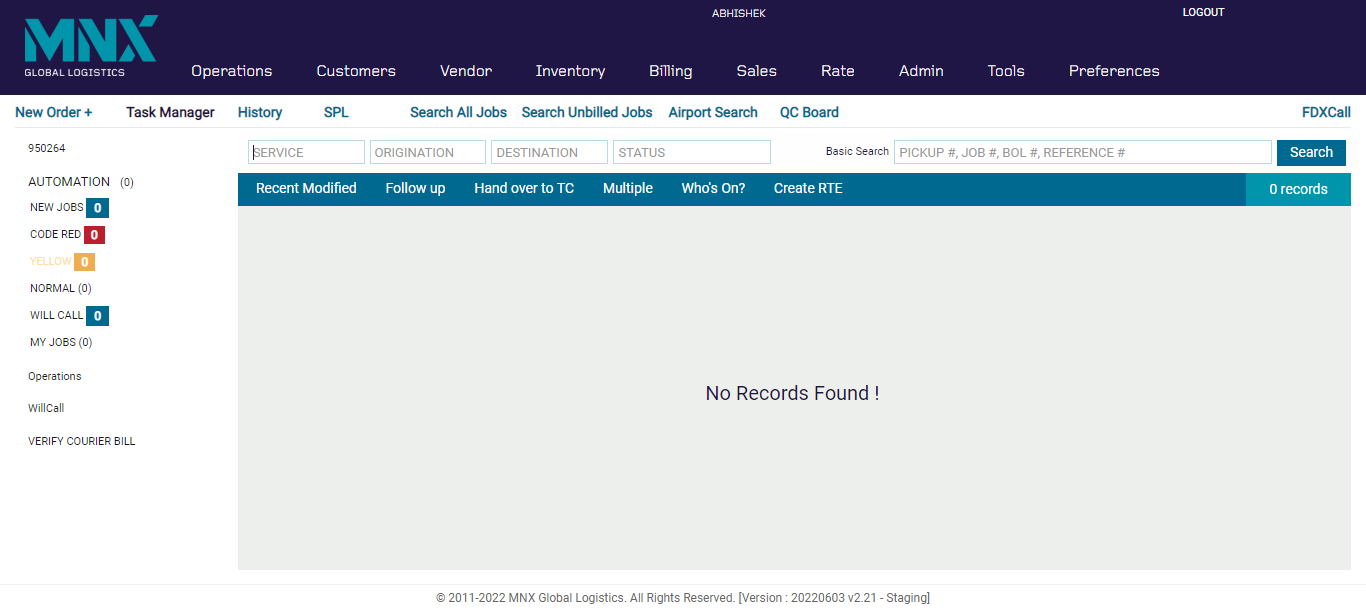 ABHISHEK
LOGOUT
MNX
GLOBAL LOGISTICS
Operations Customers Vendor Inventory Billing Sales Rate Admin Tools Preferences
New Order + Task Manager History SPL Search All Jobs Search Unbilled Jobs Airport Search QC Board FDXCall
950264
AUTOMATION (0)
NEW JOBS 0
CODE RED 0
YELLOW 0
NORMAL (0)
WILL CALL 0
MY JOBS (0)
Operations
WillCall
VERIFY COURIER BILL
SERVICE ORIGINATION DESTINATION STATUS Basic Search PICKUP #, JOB #, BOL #, REFERENCE # Search
Recent Modified Follow up Hand over to TC Multiple Who's On? Create RTE 0 records
No Records Found !
© 2011-2022 MNX Global Logistics. All Rights Reserved. [Version : 20220603 v2.21 - Staging]